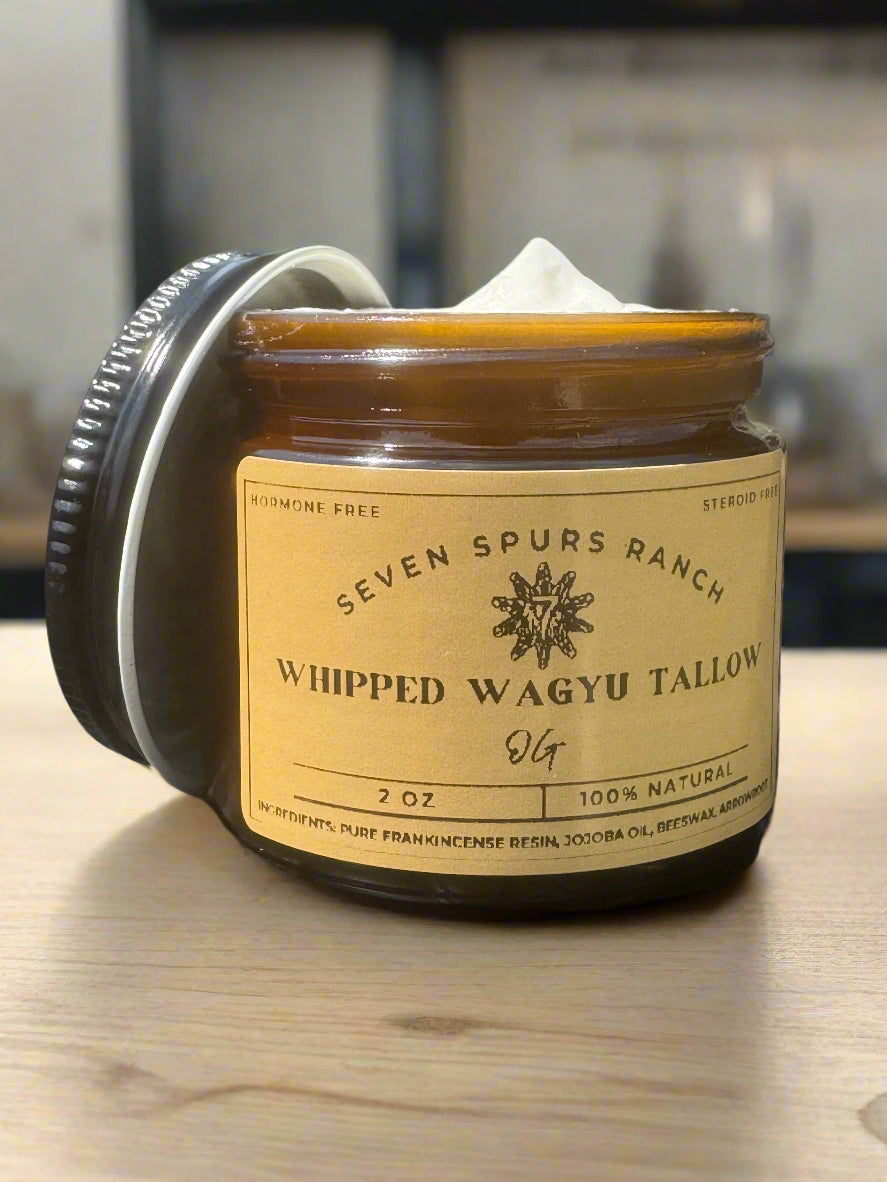 HORMONE FREE
STEROID FREE
SEVEN SPURS RANCH
7
WHIPPED WAGYU TALLOW
OG
2 OZ
100% NATURAL
INGREDIENTS: PURE FRANKINCENSE RESIN, JOJOBA OIL, BEESWAX, ARROWROOT